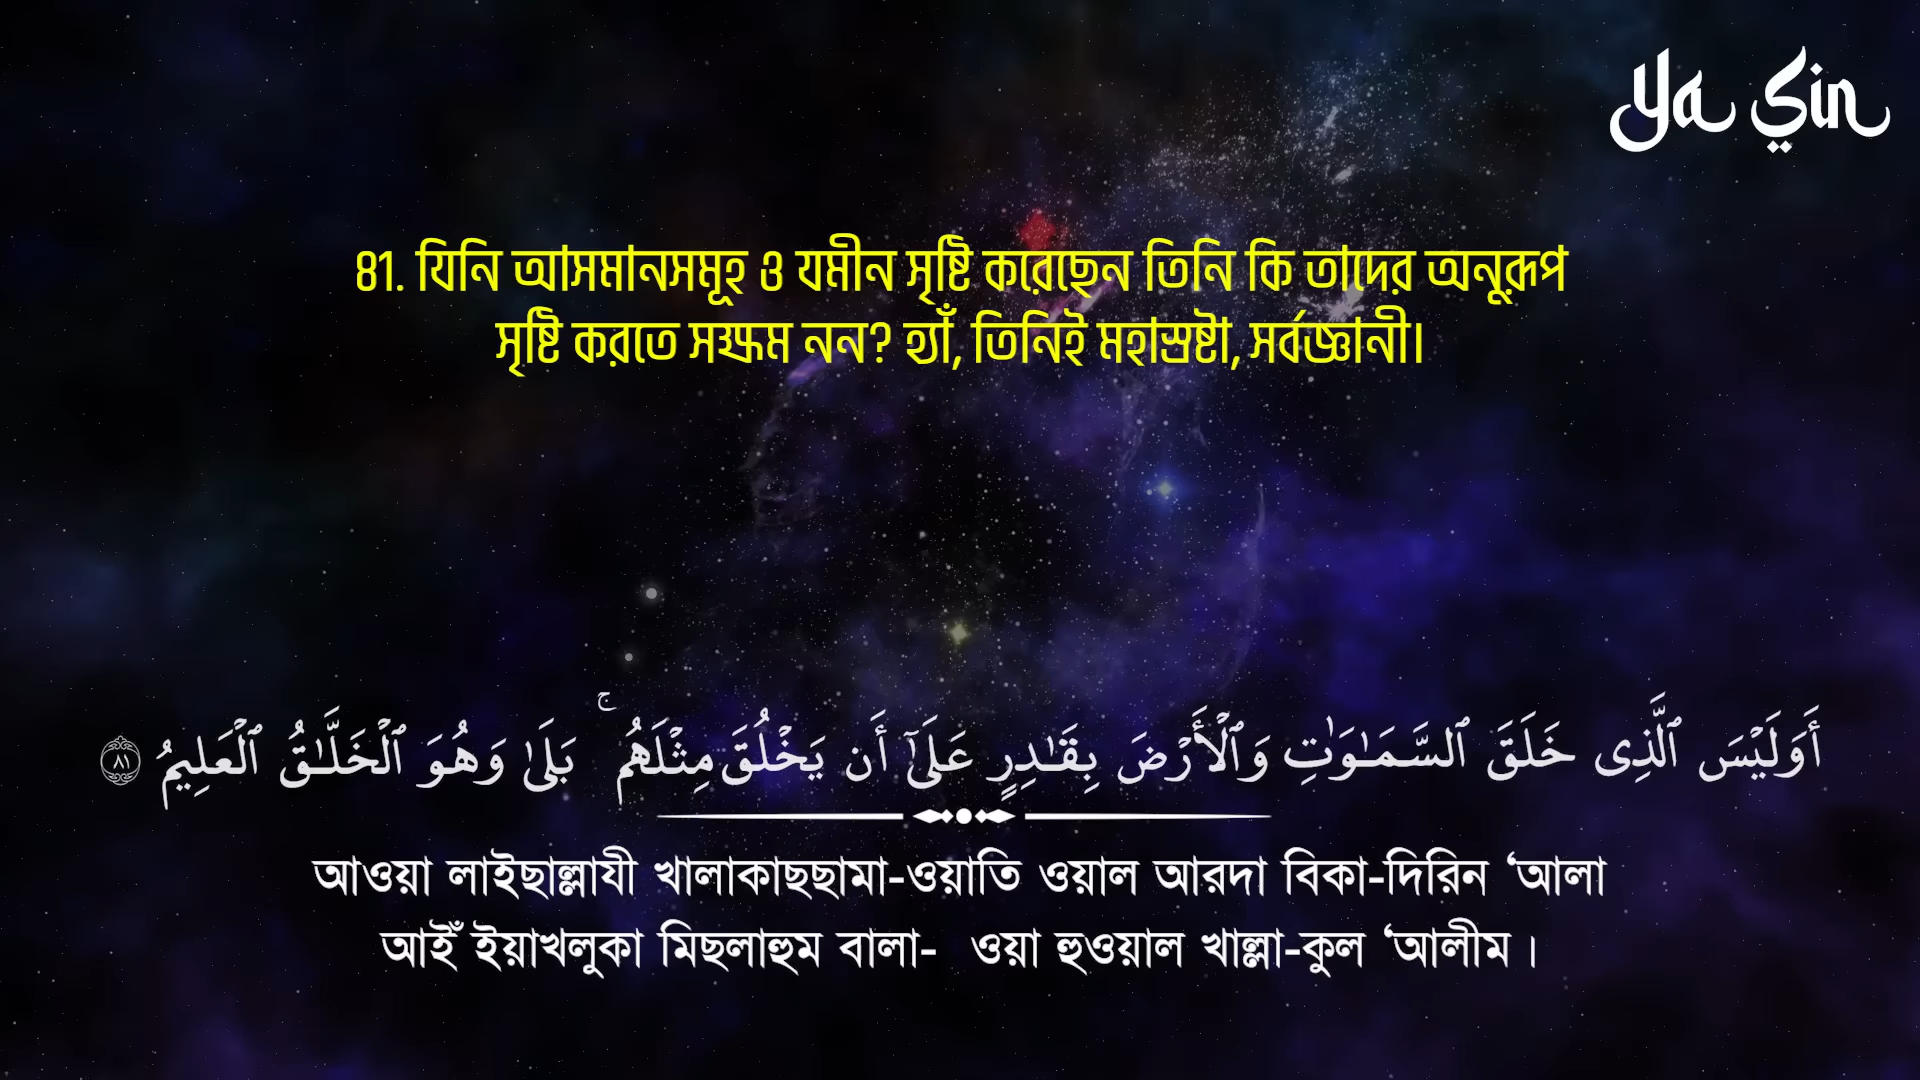 Ya Sin
81. যিনি আসমানসমূহ ও যমীন সৃষ্টি করেছেন তিনি কি তাদের অনুরূপ
সৃষ্টি করতে সক্ষম নন? হ্যাঁ, তিনিই মহাস্রষ্টা, সর্বজ্ঞানী।
أَوَلَيْسَ ٱلَّذِى خَلَقَ ٱلسَّمَـٰوَٰتِ وَٱلْأَرْضَ بِقَـٰدِرٍ عَلَىٰٓ أَن يَخْلُقَ مِثْلَهُم ۚ بَلَىٰ وَهُوَ ٱلْخَلَّـٰقُ ٱلْعَلِيمُ ٨١
আওয়া লাইছাল্লাযী খালাকাছছামা-ওয়াতি ওয়াল আরদা বিকা-দিরিন ‘আলা
আইঁ ইয়াখলুকা মিছলাহুম বালা- ওয়া হুওয়াল খাল্লা-কুল ‘আলীম।